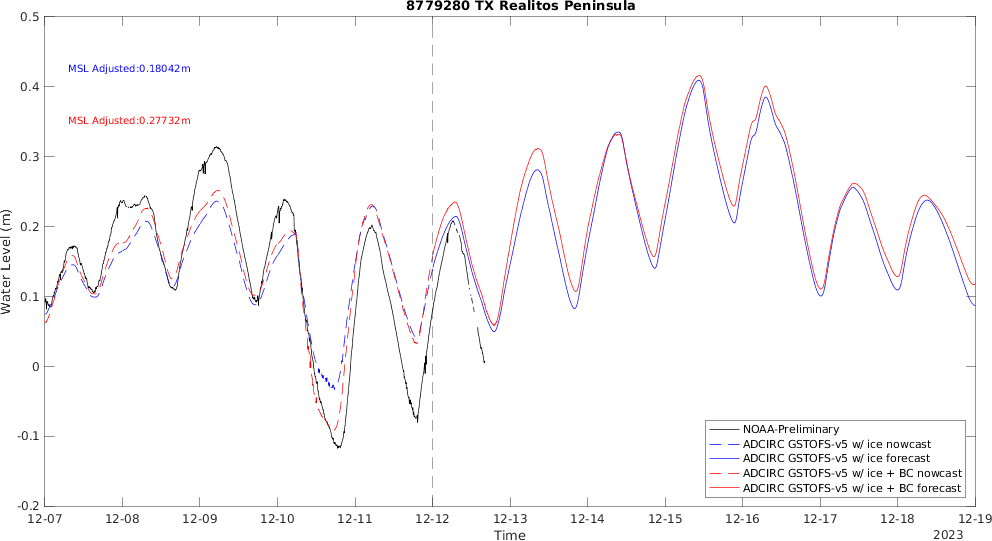 8779280 TX Realitos Peninsula
MSL Adjusted:0.18042m
MSL Adjusted:0.27732m
Water Level (m)
0.5
0.4
0.3
0.2
0.1
0
-0.1
-0.2
NOAA-Preliminary
ADCIRC GSTOFS-v5 w/ ice nowcast
ADCIRC GSTOFS-v5 w/ ice forecast
ADCIRC GSTOFS-v5 w/ ice + BC nowcast
ADCIRC GSTOFS-v5 w/ ice + BC forecast
12-07 12-08 12-09 12-10 12-11 12-12 12-13 12-14 12-15 12-16 12-17 12-18 12-19
Time
2023